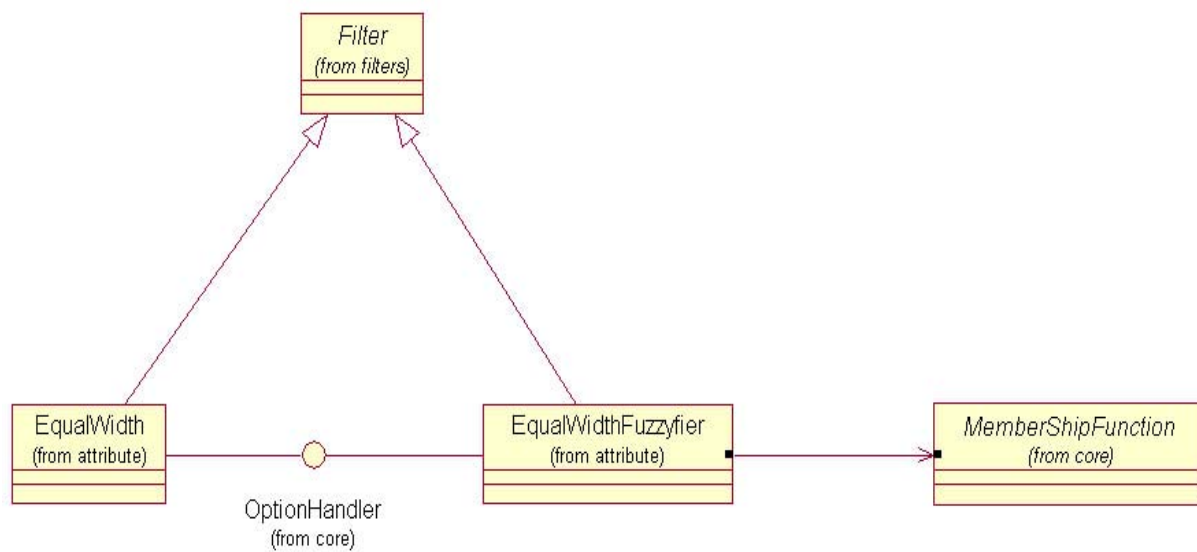 Filter
(from filters)
EqualWidth
(from attribute)
EqualWidthFuzzyfier
(from attribute)
MemberShipFunction
(from core)
OptionHandler
(from core)